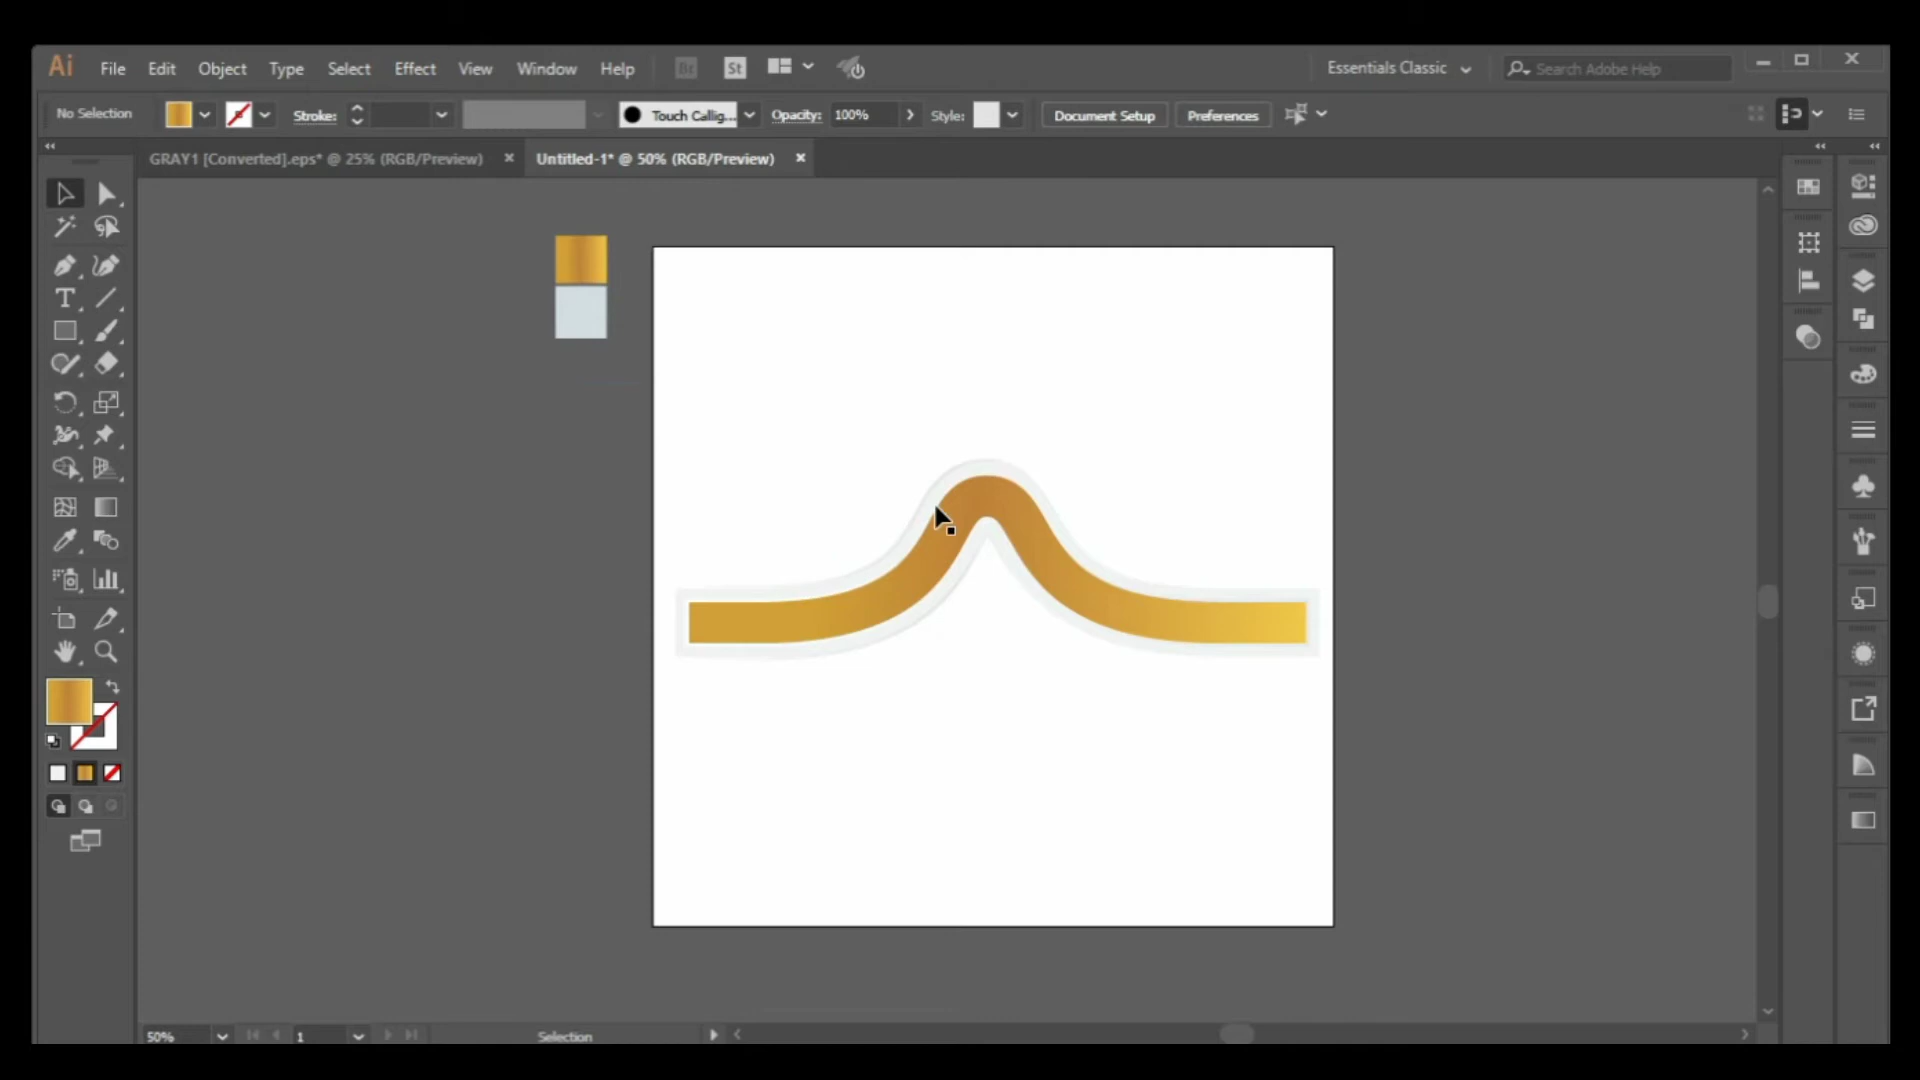 Ai File Edit Object Type Select Effect View Window Help Br St Essentials Classic Search Adobe Help
No Selection Stroke: Touch Callig... Opacity: 100% Style: Document Setup Preferences
GRAY1 [Converted].eps* @ 25% (RGB/Preview) Untitled-1* @ 50% (RGB/Preview)
50% 1 Selection